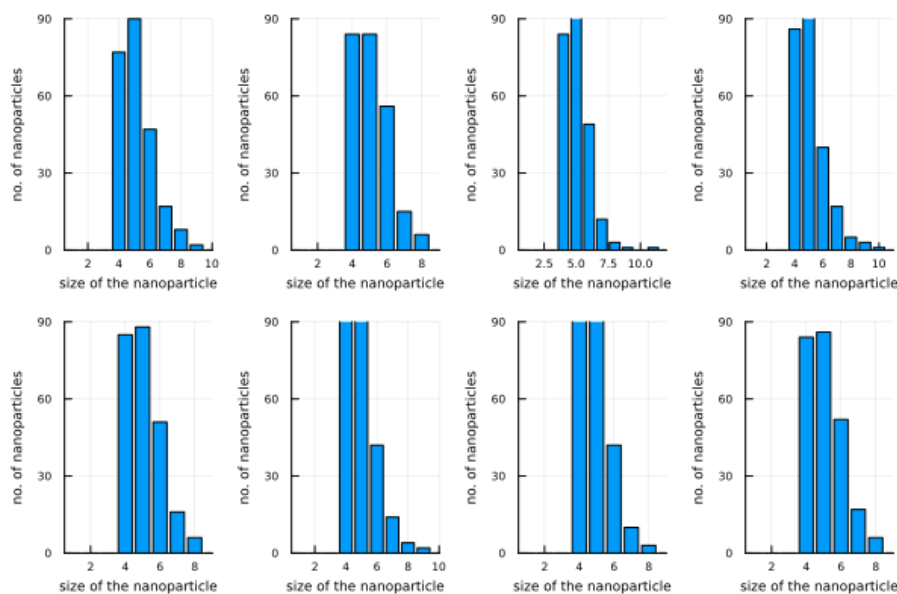 90
60
30
0
no. of nanoparticles
2 4 6 8 10
size of the nanoparticle
90
60
30
0
no. of nanoparticles
2 4 6 8
size of the nanoparticle
90
60
30
0
no. of nanoparticles
2.5 5.0 7.5 10.0
size of the nanoparticle
90
60
30
0
no. of nanoparticles
2 4 6 8 10
size of the nanoparticle
90
60
30
0
no. of nanoparticles
2 4 6 8
size of the nanoparticle
90
60
30
0
no. of nanoparticles
2 4 6 8 10
size of the nanoparticle
90
60
30
0
no. of nanoparticles
2 4 6 8
size of the nanoparticle
90
60
30
0
no. of nanoparticles
2 4 6 8
size of the nanoparticle